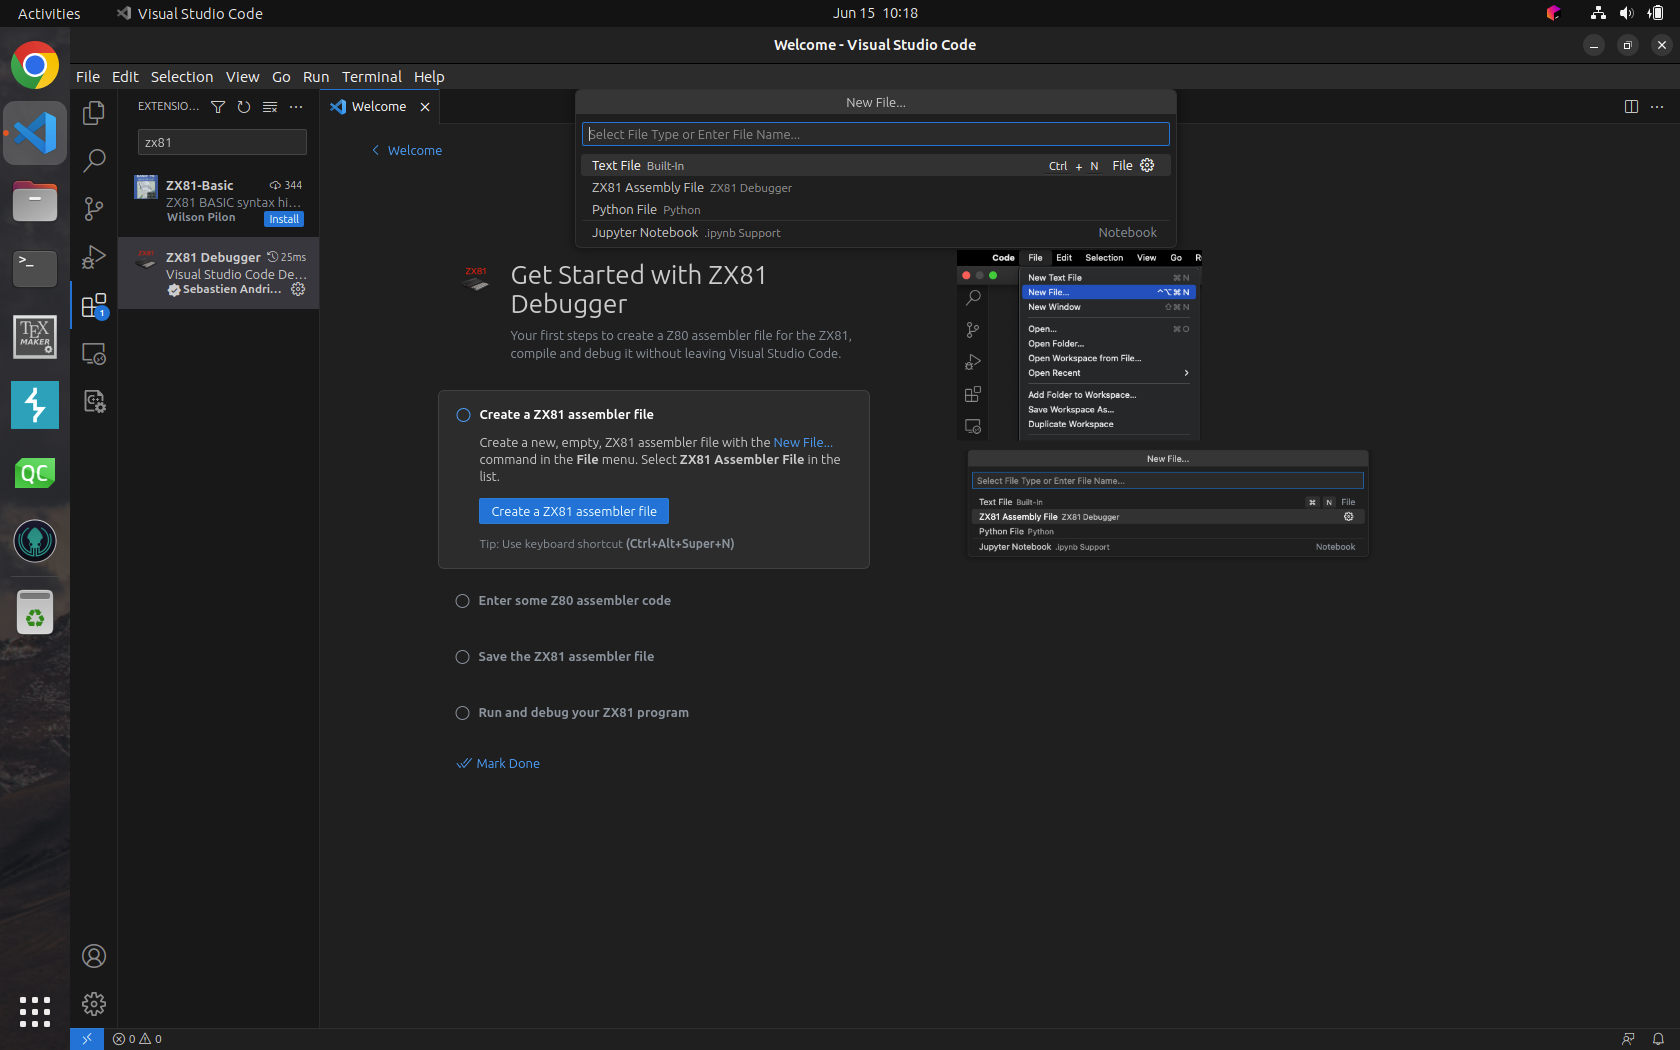 Activities
Visual Studio Code
Jun 15 10:18
Welcome - Visual Studio Code
File Edit Selection View Go Run Terminal Help
EXTENSIO...
Welcome
New File...
zx81
Select File Type or Enter File Name...
Welcome
Text File Built-In Ctrl + N File
ZX81 Assembly File ZX81 Debugger
Python File Python
Jupyter Notebook .ipynb Support Notebook
ZX81-Basic 344
ZX81 BASIC syntax hi...
Wilson Pilon Install
ZX81 Debugger 25ms
Visual Studio Code De...
Sebastien Andri...
1
TEX
MAKER
QC
ZX81
Get Started with ZX81
Debugger
Your first steps to create a Z80 assembler file for the ZX81,
compile and debug it without leaving Visual Studio Code.
Create a ZX81 assembler file
Create a new, empty, ZX81 assembler file with the New File...
command in the File menu. Select ZX81 Assembler File in the
list.
Create a ZX81 assembler file
Tip: Use keyboard shortcut (Ctrl+Alt+Super+N)
Enter some Z80 assembler code
Save the ZX81 assembler file
Run and debug your ZX81 program
Mark Done
Code File Edit Selection View Go R
New Text File ⌘N
New File... ^⌥⌘N
New Window ⇧⌘N
Open... ⌘O
Open Folder...
Open Workspace from File...
Open Recent
Add Folder to Workspace...
Save Workspace As...
Duplicate Workspace
New File...
Select File Type or Enter File Name...
Text File Built-In ⌘ N File
ZX81 Assembly File ZX81 Debugger
Python File Python
Jupyter Notebook .ipynb Support Notebook
0 0